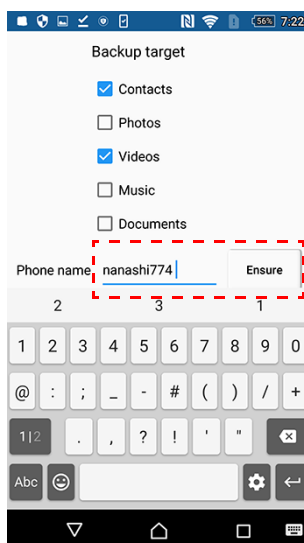 56% 7:22
Backup target
Contacts
Photos
Videos
Music
Documents
Phone name nanashi774 Ensure
2 3 1
1 2 3 4 5 6 7 8 9 0
@ : ; _ - # ( ) / +
1|2 . , ? ! ' "
Abc